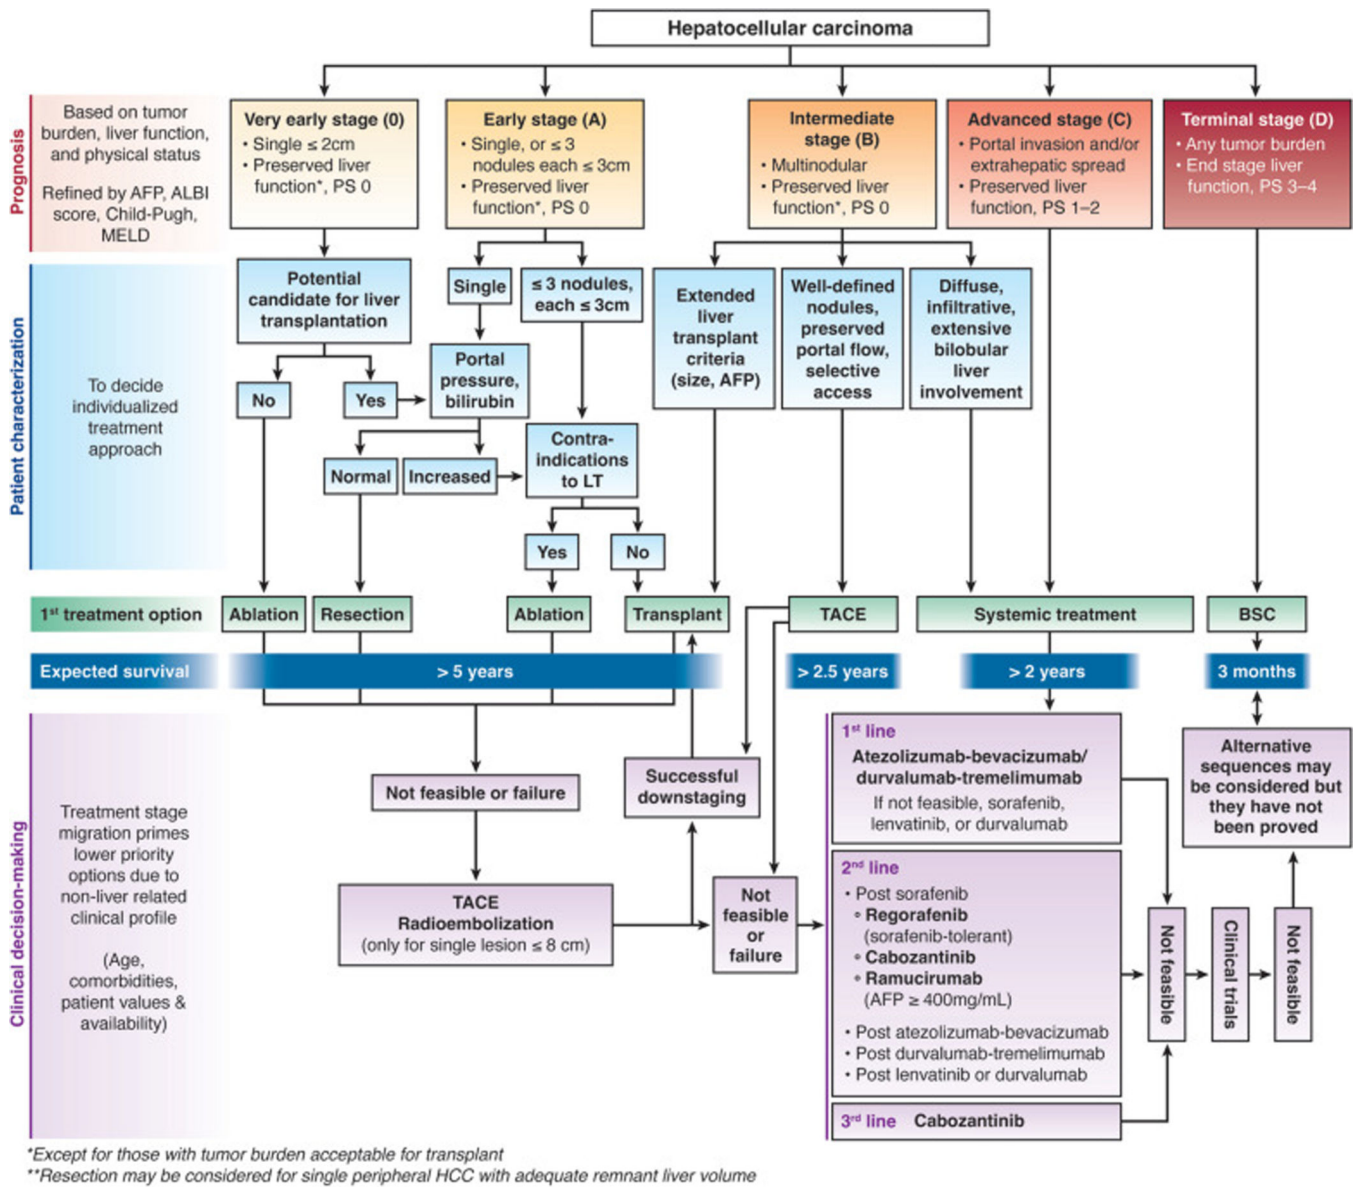 Hepatocellular carcinoma
Prognosis
Based on tumor
burden, liver function,
and physical status
Refined by AFP, ALBI
score, Child-Pugh,
MELD
Very early stage (0)
• Single ≤ 2cm
• Preserved liver
function*, PS 0
Early stage (A)
• Single, or ≤ 3
nodules each ≤ 3cm
• Preserved liver
function*, PS 0
Intermediate
stage (B)
• Multinodular
• Preserved liver
function*, PS 0
Advanced stage (C)
• Portal invasion and/or
extrahepatic spread
• Preserved liver
function, PS 1–2
Terminal stage (D)
• Any tumor burden
• End stage liver
function, PS 3–4
Patient characterization
To decide
individualized
treatment
approach
Potential
candidate for liver
transplantation
No
Yes
Single
≤ 3 nodules,
each ≤ 3cm
Portal
pressure,
bilirubin
Normal
Increased
Contra-
indications
to LT
Yes
No
Extended
liver
transplant
criteria
(size, AFP)
Well-defined
nodules,
preserved
portal flow,
selective
access
Diffuse,
infiltrative,
extensive
bilobular
liver
involvement
1st treatment option
Ablation
Resection
Ablation
Transplant
TACE
Systemic treatment
BSC
Expected survival
> 5 years
> 2.5 years
> 2 years
3 months
Clinical decision-making
Treatment stage
migration primes
lower priority
options due to
non-liver related
clinical profile
(Age,
comorbidities,
patient values &
availability)
Not feasible or failure
TACE
Radioembolization
(only for single lesion ≤ 8 cm)
Successful
downstaging
Not
feasible
or
failure
1st line
Atezolizumab-bevacizumab/
durvalumab-tremelimumab
If not feasible, sorafenib,
lenvatinib, or durvalumab
2nd line
• Post sorafenib
∘ Regorafenib
(sorafenib-tolerant)
∘ Cabozantinib
∘ Ramucirumab
(AFP ≥ 400mg/mL)
• Post atezolizumab-bevacizumab
• Post durvalumab-tremelimumab
• Post lenvatinib or durvalumab
3rd line Cabozantinib
Not feasible
Clinical trials
Not feasible
Alternative
sequences may
be considered but
they have not
been proved
*Except for those with tumor burden acceptable for transplant
**Resection may be considered for single peripheral HCC with adequate remnant liver volume